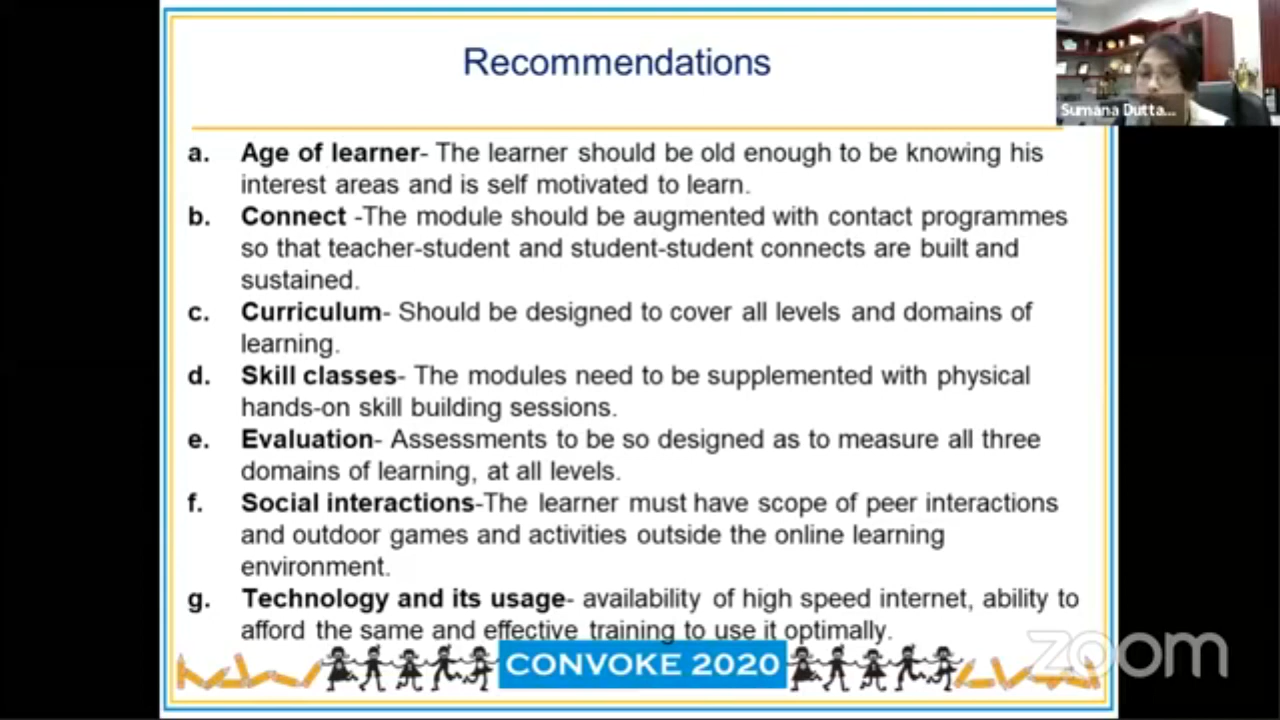 Recommendations
Sumana Dutta...
a. Age of learner- The learner should be old enough to be knowing his
interest areas and is self motivated to learn.
b. Connect -The module should be augmented with contact programmes
so that teacher-student and student-student connects are built and
sustained.
c. Curriculum- Should be designed to cover all levels and domains of
learning.
d. Skill classes- The modules need to be supplemented with physical
hands-on skill building sessions.
e. Evaluation- Assessments to be so designed as to measure all three
domains of learning, at all levels.
f. Social interactions-The learner must have scope of peer interactions
and outdoor games and activities outside the online learning
environment.
g. Technology and its usage- availability of high speed internet, ability to
afford the same and effective training to use it optimally.
CONVOKE 2020
zoom